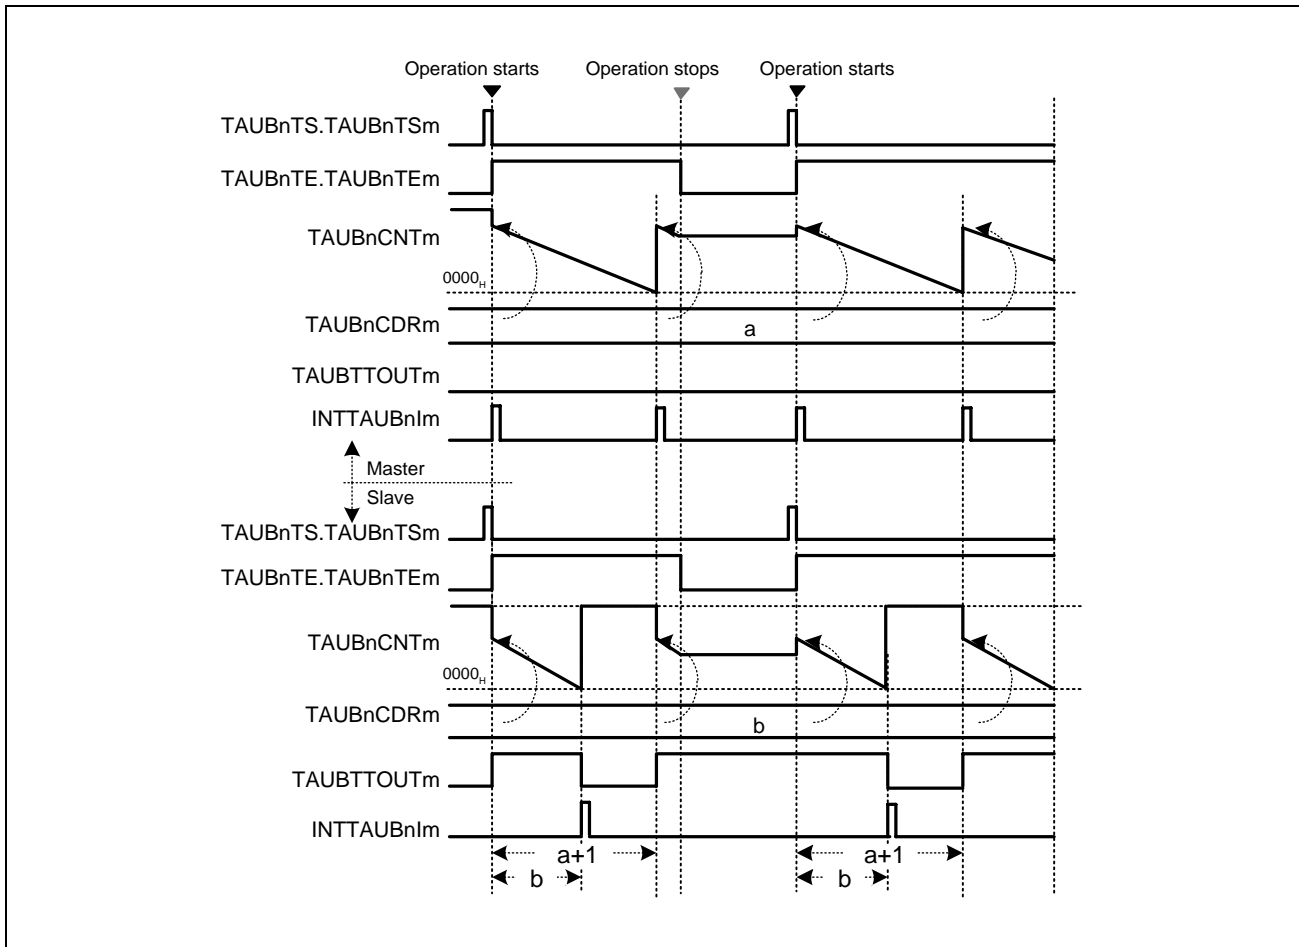 Operation starts Operation stops Operation starts
TAUBnTS.TAUBnTSm
TAUBnTE.TAUBnTEm
TAUBnCNTm
0000H
TAUBnCDRm
a
TAUBTTOUTm
INTTAUBnIm
Master
Slave
TAUBnTS.TAUBnTSm
TAUBnTE.TAUBnTEm
TAUBnCNTm
0000H
TAUBnCDRm
b
TAUBTTOUTm
INTTAUBnIm
a+1 a+1
b b